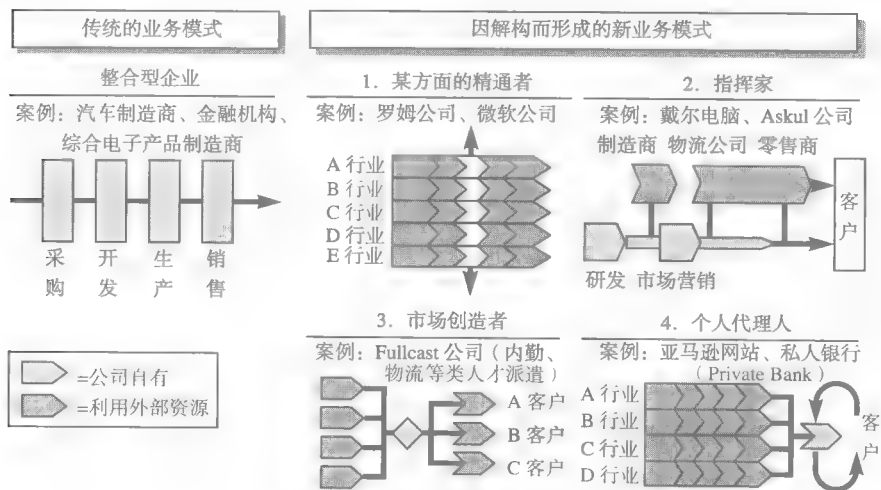 传统的业务模式
因解构而形成的新业务模式
整合型企业
案例：汽车制造商、金融机构、
综合电子产品制造商
采购
开发
生产
销售
=公司自有
=利用外部资源
1．某方面的精通者
案例：罗姆公司、微软公司
A 行业
B 行业
C 行业
D 行业
E 行业
2．指挥家
案例：戴尔电脑、Askul 公司
制造商 物流公司 零售商
客户
研发 市场营销
3．市场创造者
案例：Fullcast 公司（内勤、
物流等类人才派遣）
A 客户
B 客户
C 客户
4．个人代理人
案例：亚马逊网站、私人银行
（Private Bank）
A 行业
B 行业
C 行业
D 行业
客户